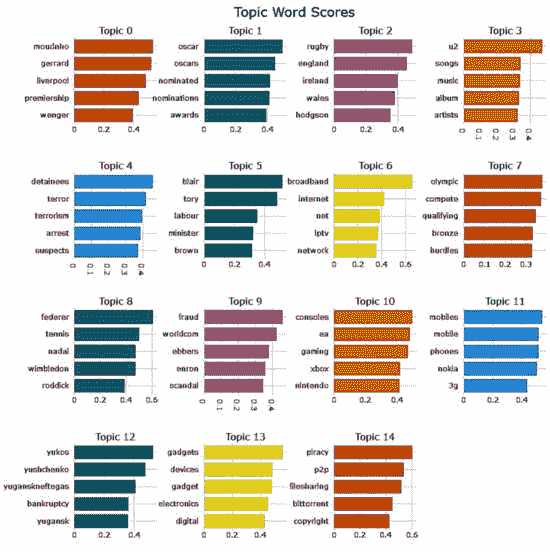 Topic Word Scores
Topic 0
mourinho
gerrard
liverpool
premiership
wenger
0 0.2 0.4
Topic 1
oscar
oscars
nominated
nominations
awards
0 0.2 0.4
Topic 2
rugby
england
ireland
wales
hodgson
0 0.2 0.4
Topic 3
u2
songs
music
album
artists
0 0.1 0.2 0.3 0.4 0.5
Topic 4
detainees
terror
terrorism
arrest
suspects
0 0.1 0.2 0.3 0.4
Topic 5
blair
tory
labour
minister
brown
0 0.2 0.4
Topic 6
broadband
internet
net
iptv
network
0 0.2 0.4 0.6
Topic 7
olympic
compete
qualifying
bronze
hurdles
0 0.1 0.2 0.3
Topic 8
federer
tennis
nadal
wimbledon
roddick
0 0.5
Topic 9
fraud
worldcom
ebbers
enron
scandal
0 0.1 0.2 0.3 0.4
Topic 10
consoles
ea
gaming
xbox
nintendo
0 0.2 0.4
Topic 11
mobiles
mobile
phones
nokia
3g
0 0.2 0.4
Topic 12
yukos
yushchenko
yuganskneftegas
bankruptcy
yugansk
0 0.2 0.4
Topic 13
gadgets
devices
gadget
electronics
digital
0 0.2 0.4
Topic 14
piracy
p2p
filesharing
bittorrent
copyright
0 0.2 0.4 0.6